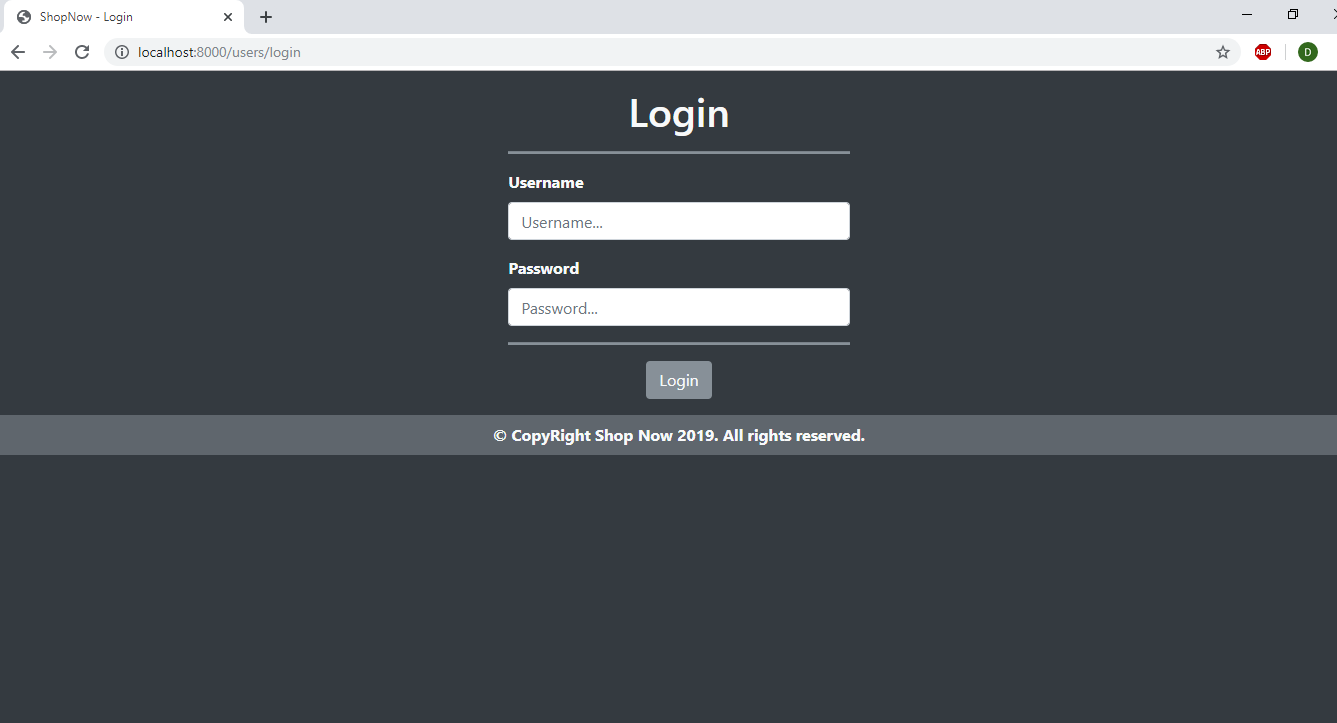 ShopNow - Login
localhost:8000/users/login
ABP
D
Login
Username
Username...
Password
Password...
Login
© CopyRight Shop Now 2019. All rights reserved.